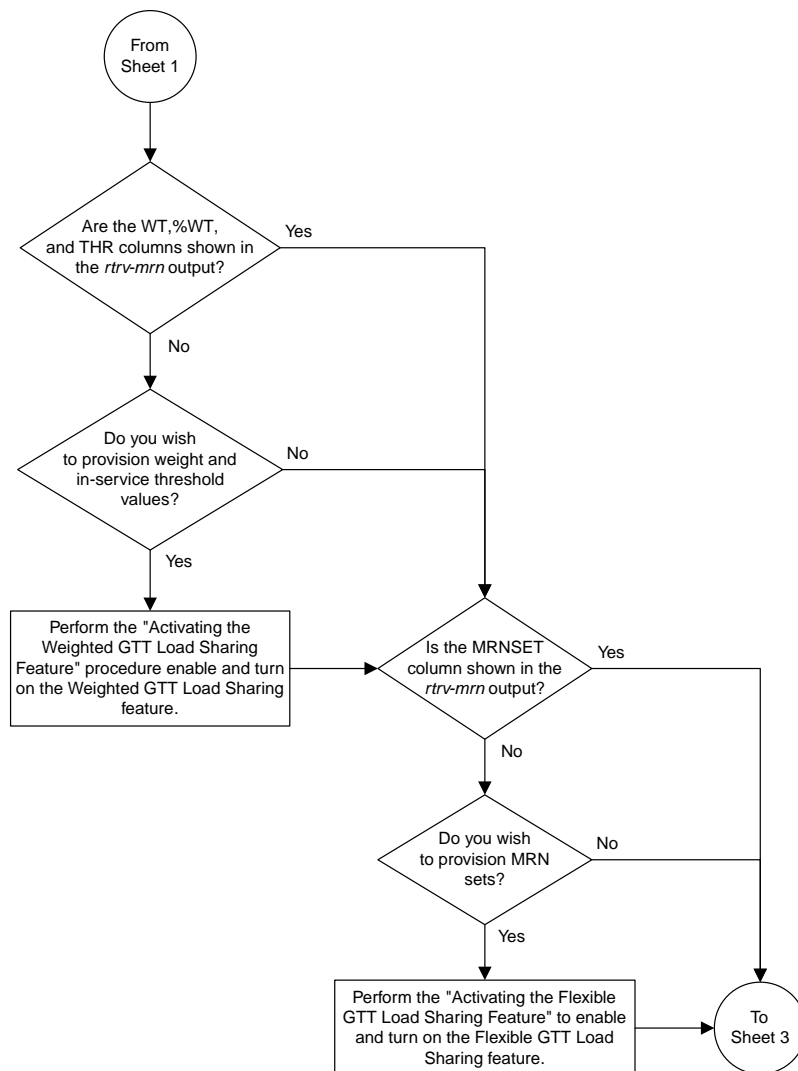 From
Sheet 1
Are the WT,%WT,
and THR columns shown in
the rtrv-mrn output?
Yes
No
Do you wish
to provision weight and
in-service threshold
values?
No
Yes
Perform the "Activating the
Weighted GTT Load Sharing
Feature" procedure enable and turn
on the Weighted GTT Load Sharing
feature.
Is the MRNSET
column shown in the
rtrv-mrn output?
Yes
No
Do you wish
to provision MRN
sets?
No
Yes
Perform the "Activating the Flexible
GTT Load Sharing Feature" to enable
and turn on the Flexible GTT Load
Sharing feature.
To
Sheet 3